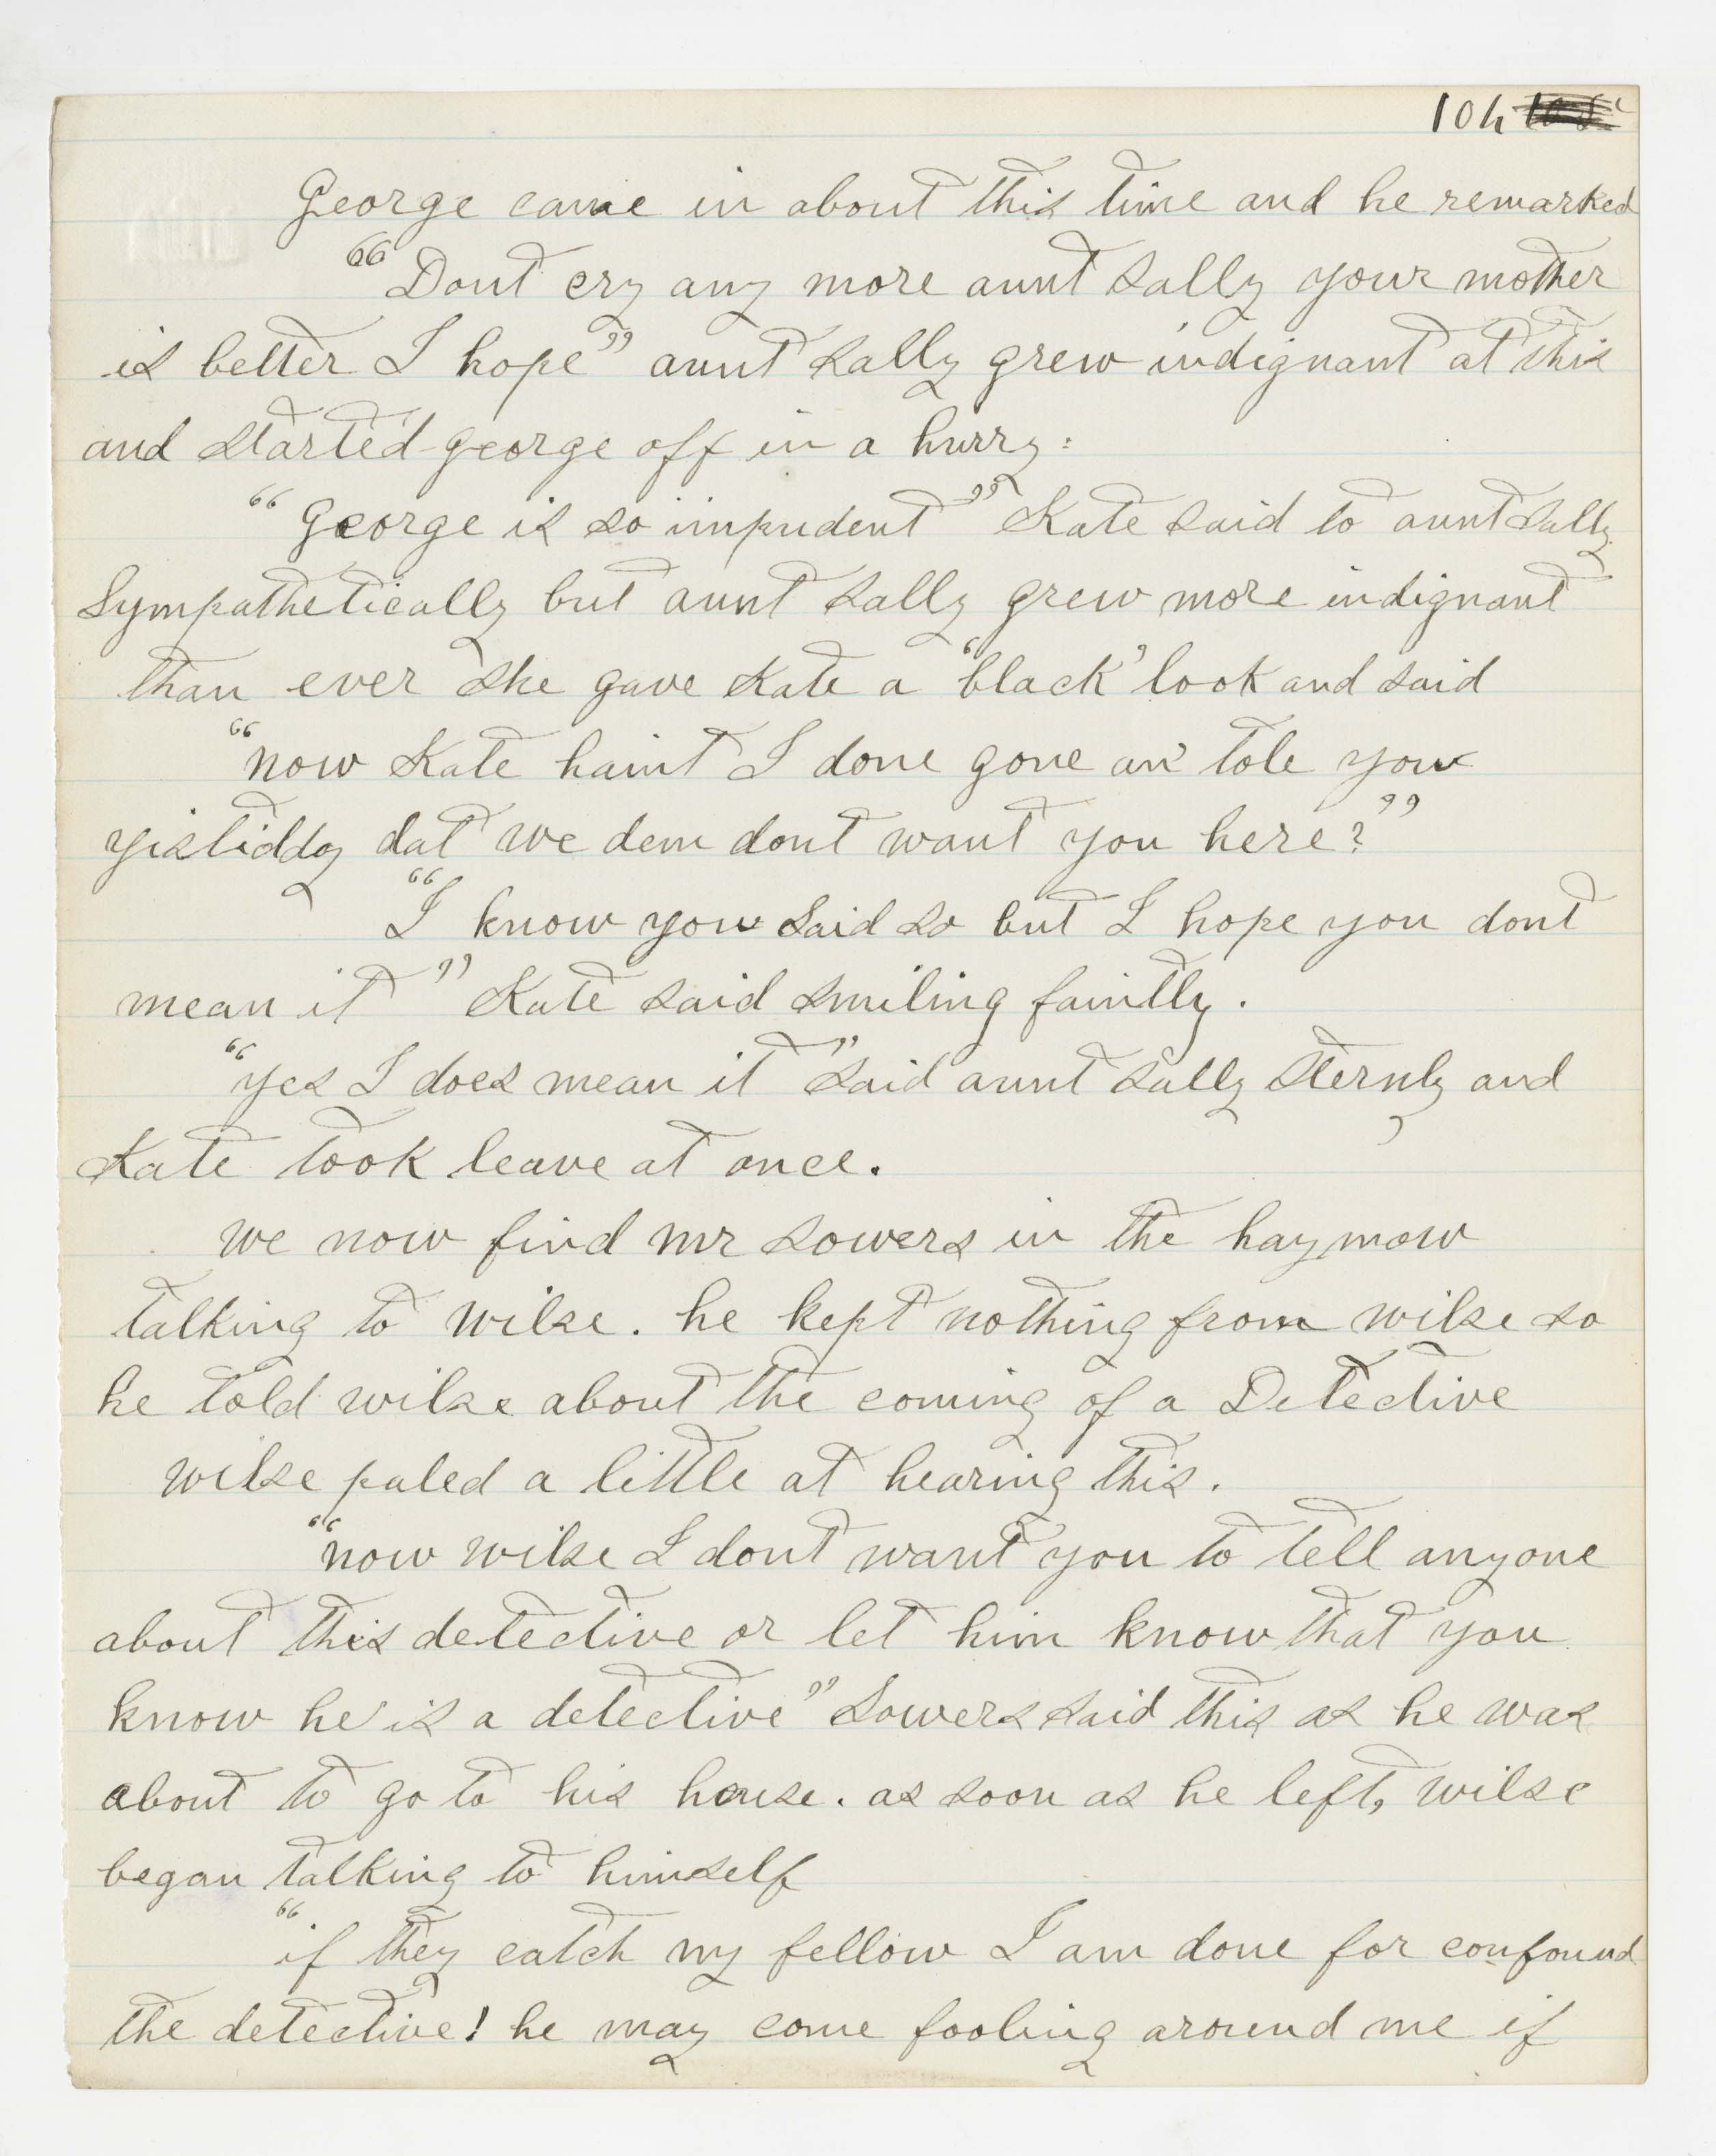 104
George came in about this time and he remarked
“Dont cry any more aunt Sally your mother
is better I hope” aunt Sally grew indignant at this
and started george off in a hurry:
“George is so impudent” Kate said to aunt Sally
Sympathetically but aunt Sally grew more indignant
than ever she gave Kate a ‘black’ look and said
“now Kate haint I done gone an' tole you
yistiddy dat we dem dont want you here?”
“I know you said so but I hope you dont
mean it” Kate said smiling faintly.
“yes I does mean it” said aunt Sally sternly and
Kate took leave at once.
we now find mr Sowers in the haymow
talking to wilse. he kept nothing from wilse so
he told wilse about the coming of a Detective
wilse paled a little at hearing this.
“now wilse I dont want you to tell anyone
about this detective or let him know that you
know he is a detective” Sowers said this as he was
about to go to his house. as soon as he left, wilse
began talking to himself
“if they catch my fellow I am done for confound
the detective! he may come fooling around me if